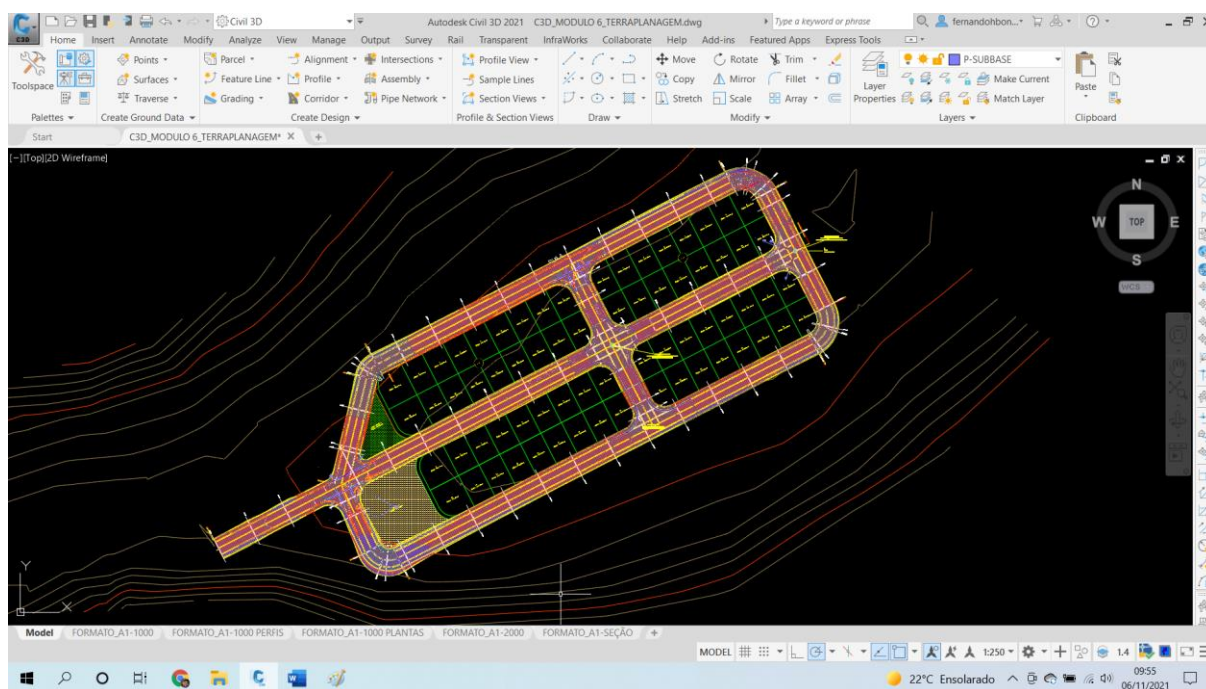 Civil 3D
Autodesk Civil 3D 2021 C3D_MODULO 6_TERRAPLANAGEM.dwg
Type a keyword or phrase
fernandohbon...
C3D
Home Insert Annotate Modify Analyze View Manage Output Survey Rail Transparent InfraWorks Collaborate Help Add-ins Featured Apps Express Tools
Toolspace
Points
Surfaces
Traverse
Parcel
Feature Line
Grading
Alignment
Profile
Corridor
Intersections
Assembly
Pipe Network
Profile View
Sample Lines
Section Views
Move Rotate Trim
Copy Mirror Fillet
Stretch Scale Array
Layer
Properties
P-SUBBASE
Make Current
Match Layer
Paste
Palettes Create Ground Data Create Design Profile & Section Views Draw Modify Layers Clipboard
Start C3D_MODULO 6_TERRAPLANAGEM*
[-][Top][2D Wireframe]
N
W TOP E
S
WCS
Y
X
Model FORMATO_A1-1000 FORMATO_A1-1000 PERFIS FORMATO_A1-1000 PLANTAS FORMATO_A1-2000 FORMATO_A1-SEÇÃO
MODEL 1:250 1.4
22°C Ensolarado 09:55
06/11/2021